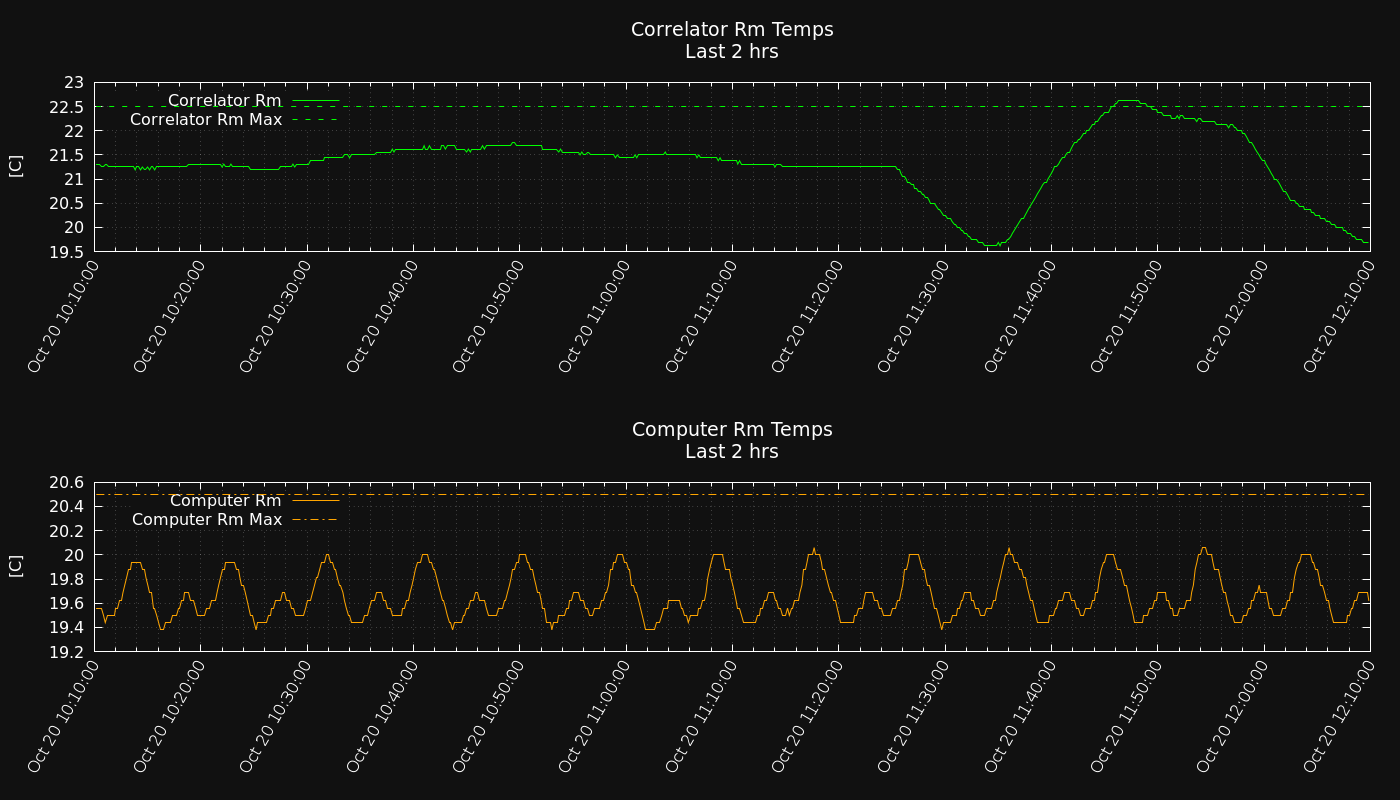 Correlator Rm Temps
Last 2 hrs
23
22.5
22
21.5
21
20.5
20
19.5
[C]
Correlator Rm
Correlator Rm Max
Oct 20 10:10:00
Oct 20 10:20:00
Oct 20 10:30:00
Oct 20 10:40:00
Oct 20 10:50:00
Oct 20 11:00:00
Oct 20 11:10:00
Oct 20 11:20:00
Oct 20 11:30:00
Oct 20 11:40:00
Oct 20 11:50:00
Oct 20 12:00:00
Oct 20 12:10:00
Computer Rm Temps
Last 2 hrs
20.6
20.4
20.2
20
19.8
19.6
19.4
19.2
[C]
Computer Rm
Computer Rm Max
Oct 20 10:10:00
Oct 20 10:20:00
Oct 20 10:30:00
Oct 20 10:40:00
Oct 20 10:50:00
Oct 20 11:00:00
Oct 20 11:10:00
Oct 20 11:20:00
Oct 20 11:30:00
Oct 20 11:40:00
Oct 20 11:50:00
Oct 20 12:00:00
Oct 20 12:10:00